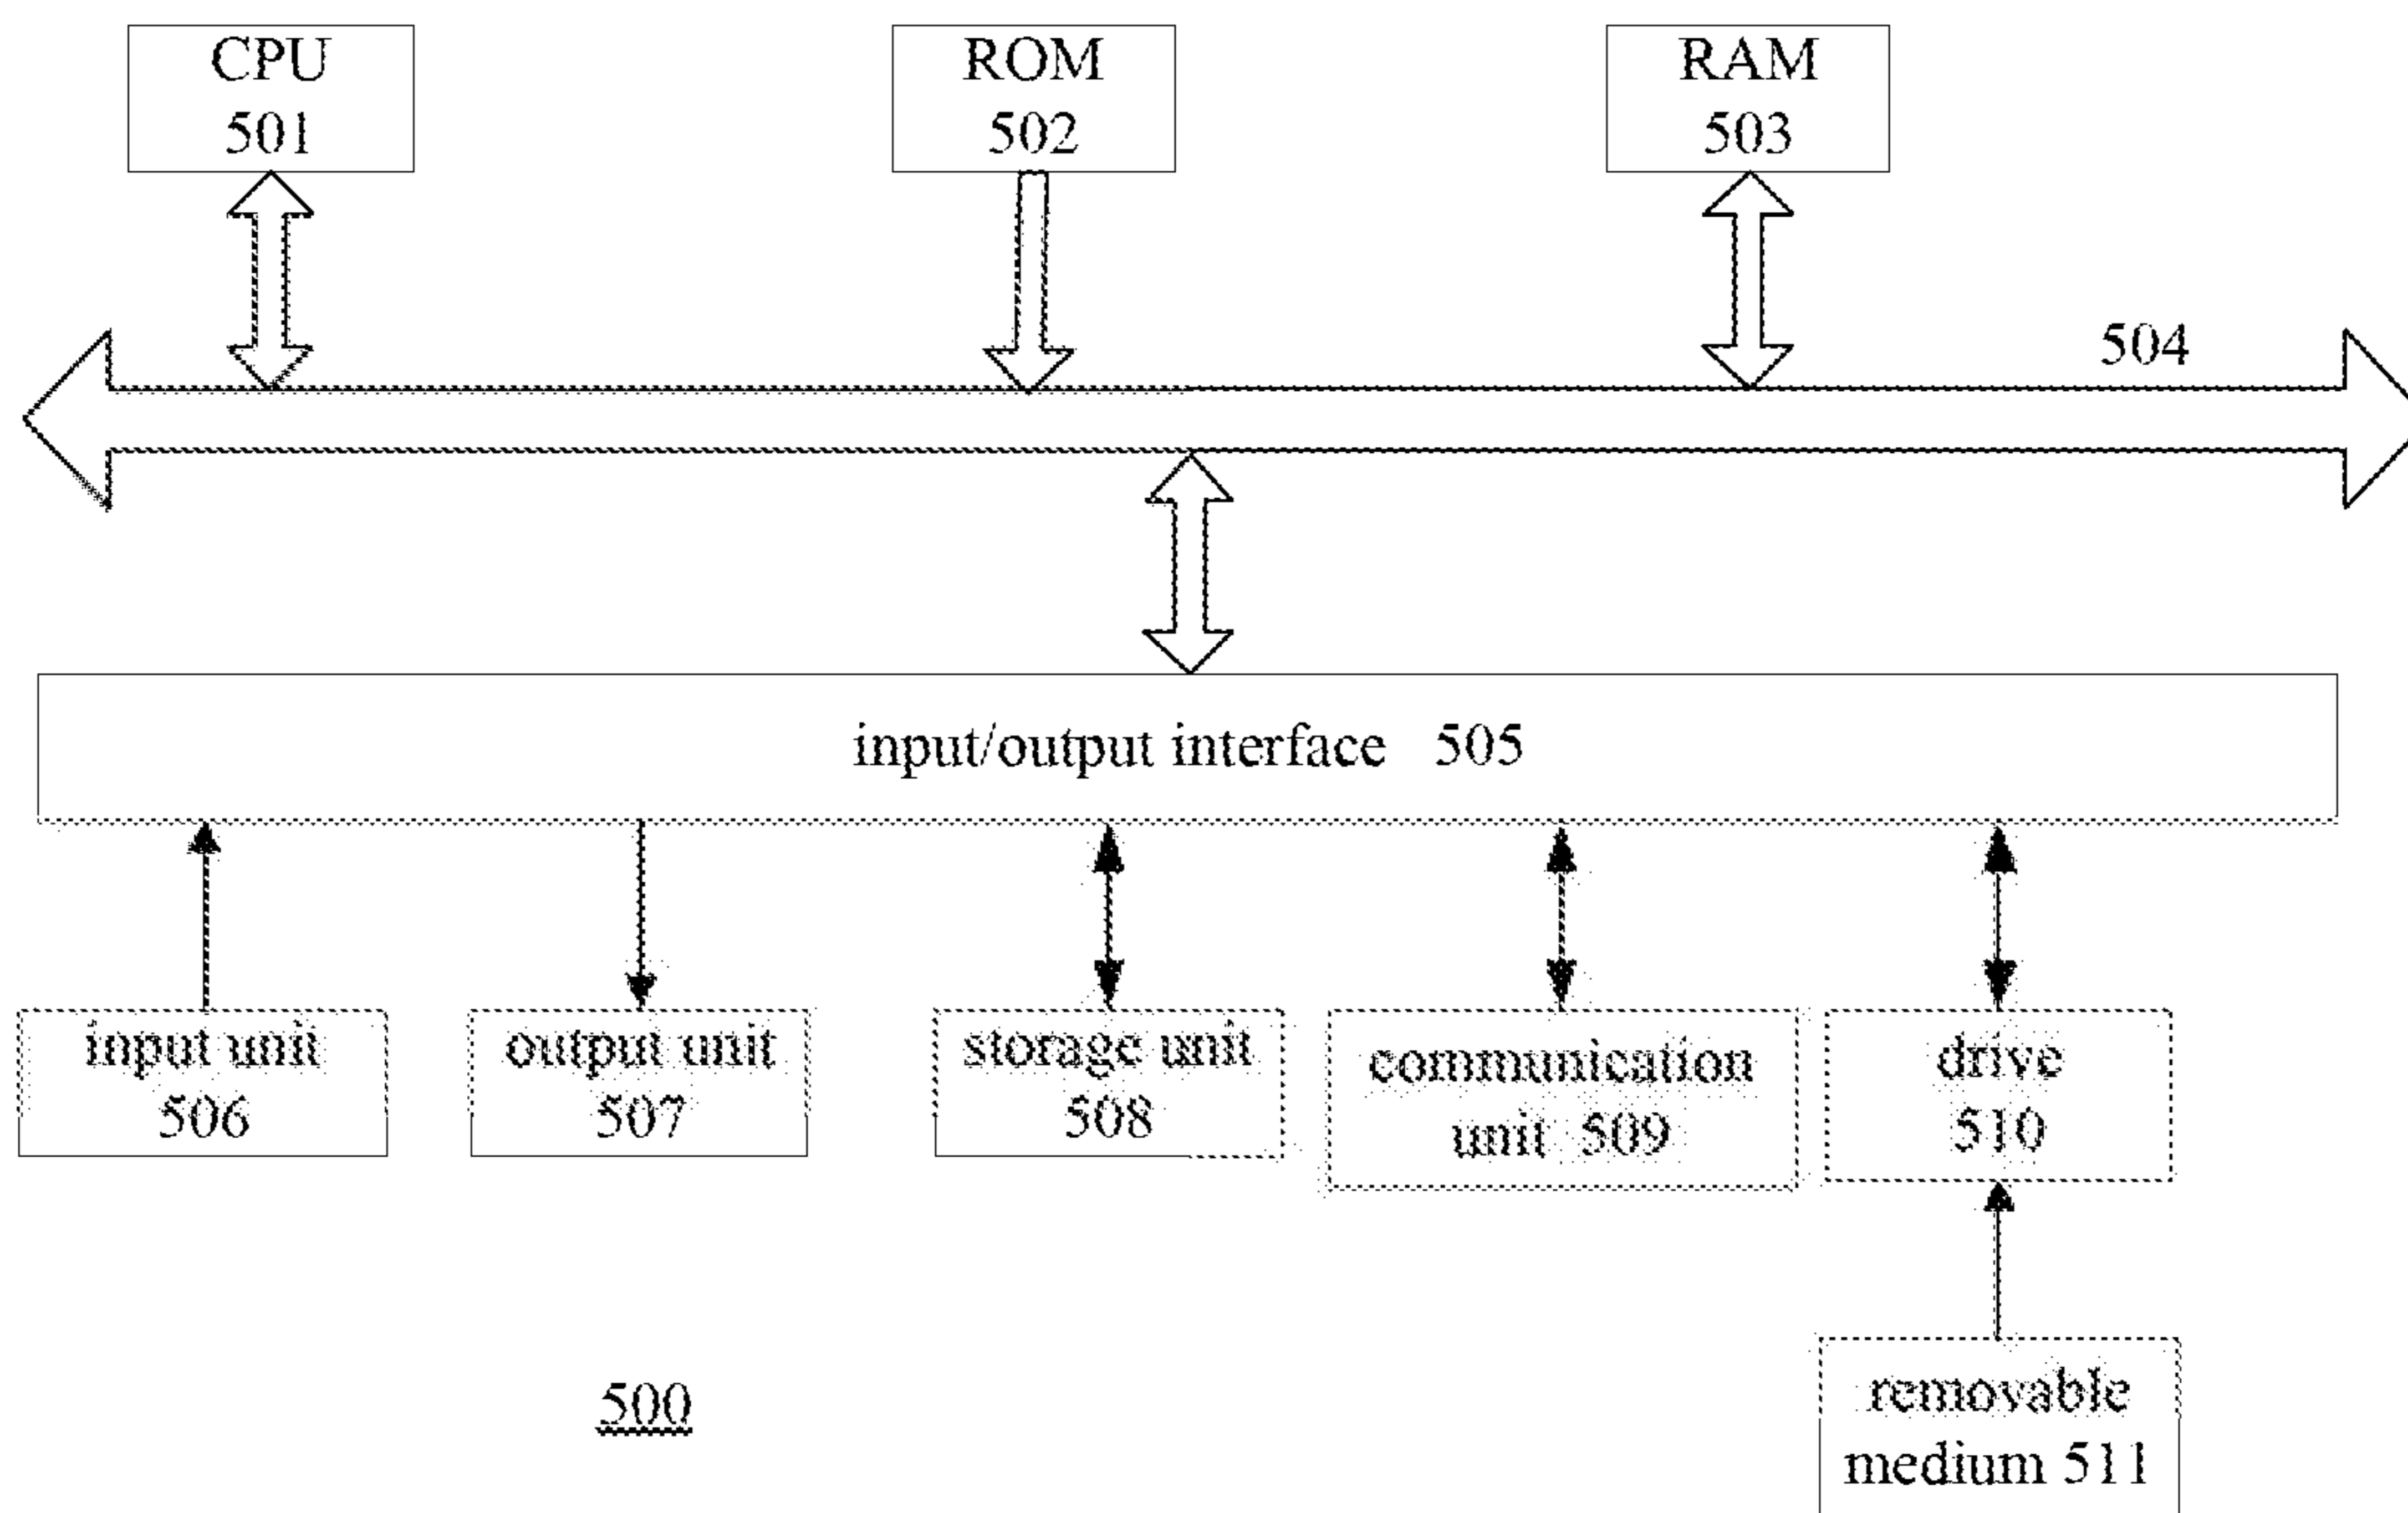 CPU
501
ROM
502
RAM
503
504
input/output interface 505
input unit
506
output unit
507
storage unit
508
communication
unit 509
drive
510
500
removable
medium 511